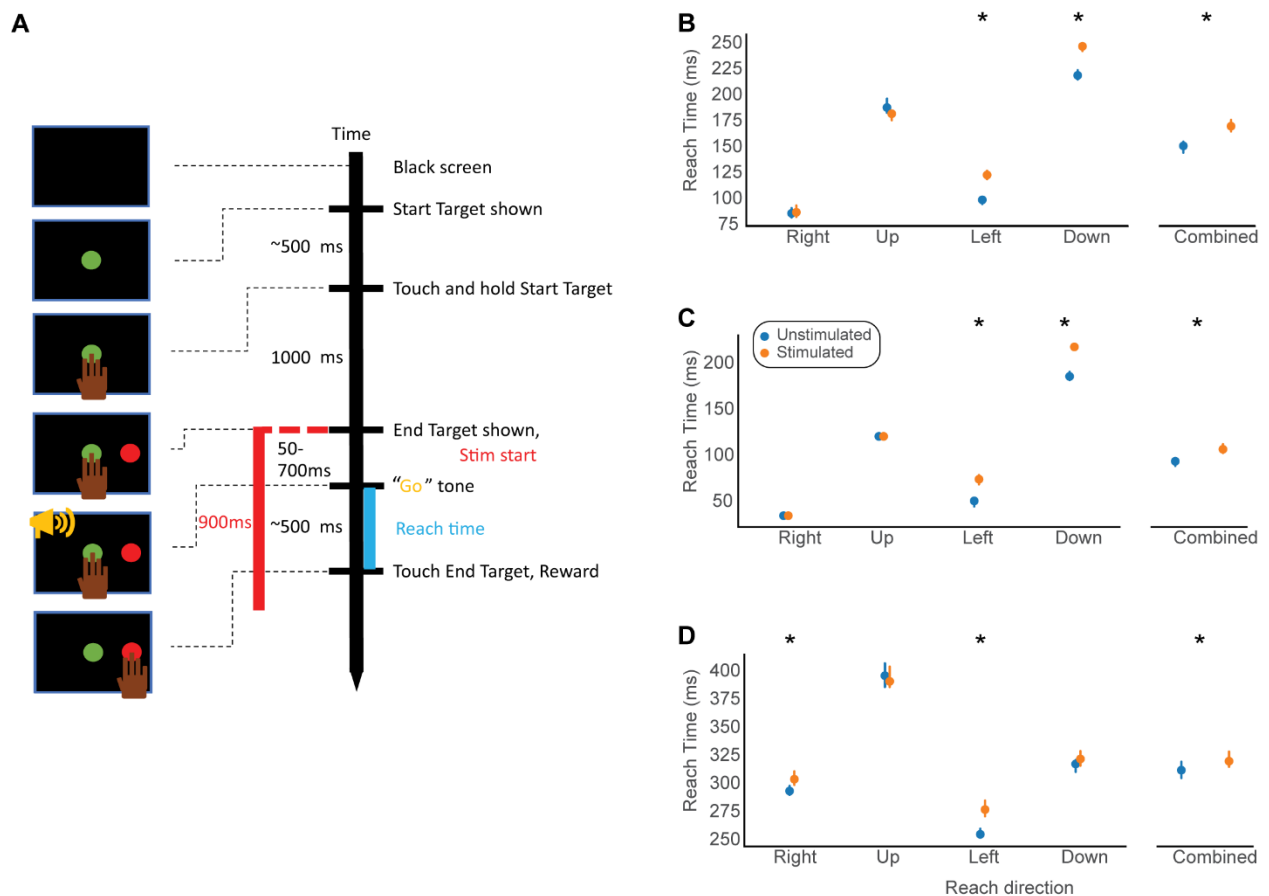 A
Time
Black screen
Start Target shown
~500 ms
Touch and hold Start Target
1000 ms
End Target shown,
Stim start
50-
700ms
"Go" tone
900ms
~500 ms
Reach time
Touch End Target, Reward
B
* * *
Reach Time (ms)
250
225
200
175
150
125
100
75
Right Up Left Down Combined
C
* * *
Unstimulated
Stimulated
Reach Time (ms)
200
150
100
50
Right Up Left Down Combined
D
* * *
Reach Time (ms)
400
375
350
325
300
275
250
Right Up Left Down Combined
Reach direction